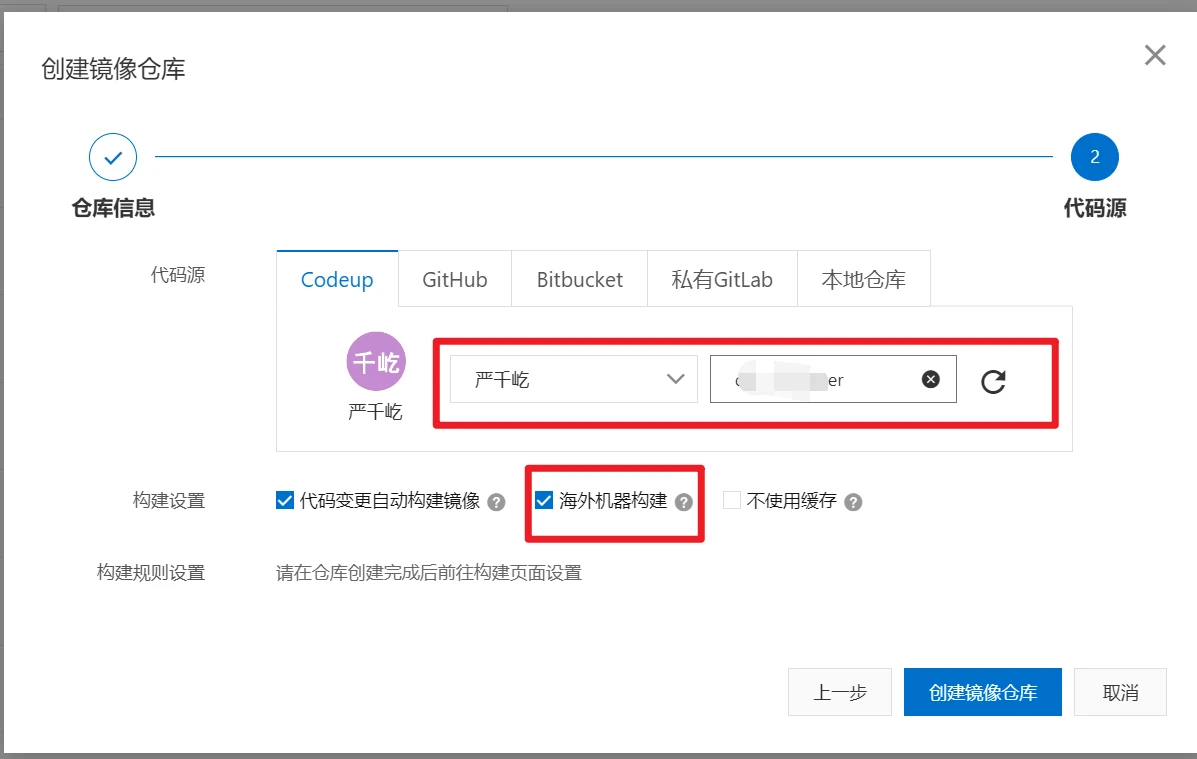 创建镜像仓库
2
仓库信息
代码源
代码源
Codeup
GitHub
Bitbucket
私有GitLab
本地仓库
千屹
严千屹
严千屹
构建设置
代码变更自动构建镜像 ?
海外机器构建 ?
不使用缓存 ?
构建规则设置
请在仓库创建完成后前往构建页面设置
上一步
创建镜像仓库
取消